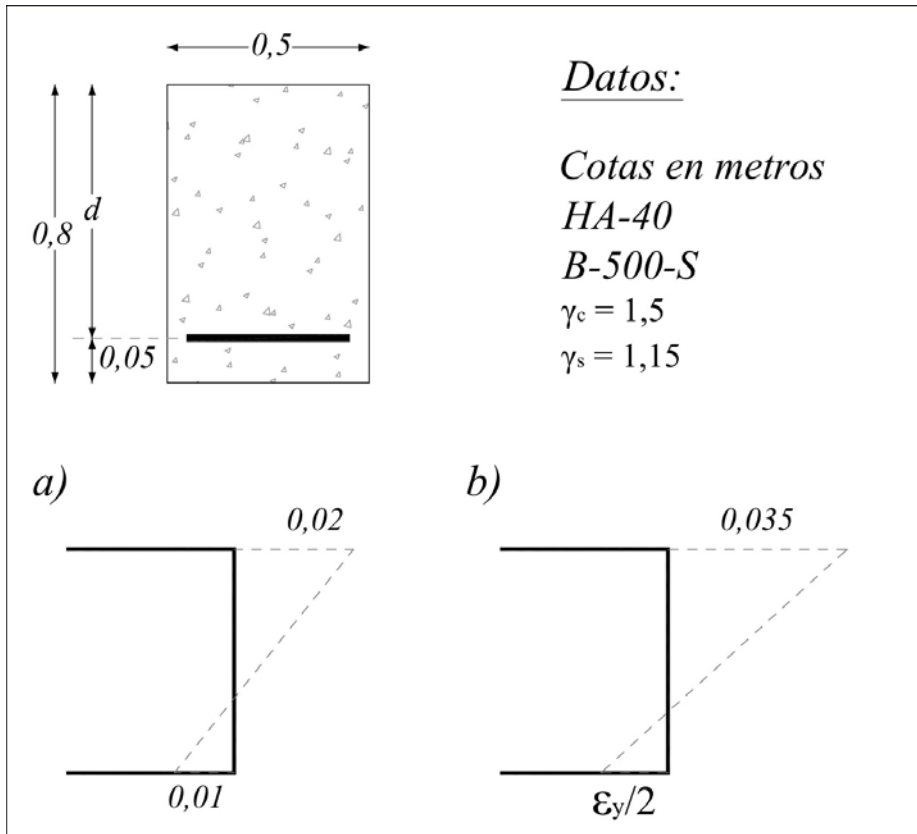 0,5
Datos:
d
0,8
0,05
Cotas en metros
HA-40
B-500-S
γc = 1,5
γs = 1,15
a)
0,02
0,01
b)
0,035
εy/2